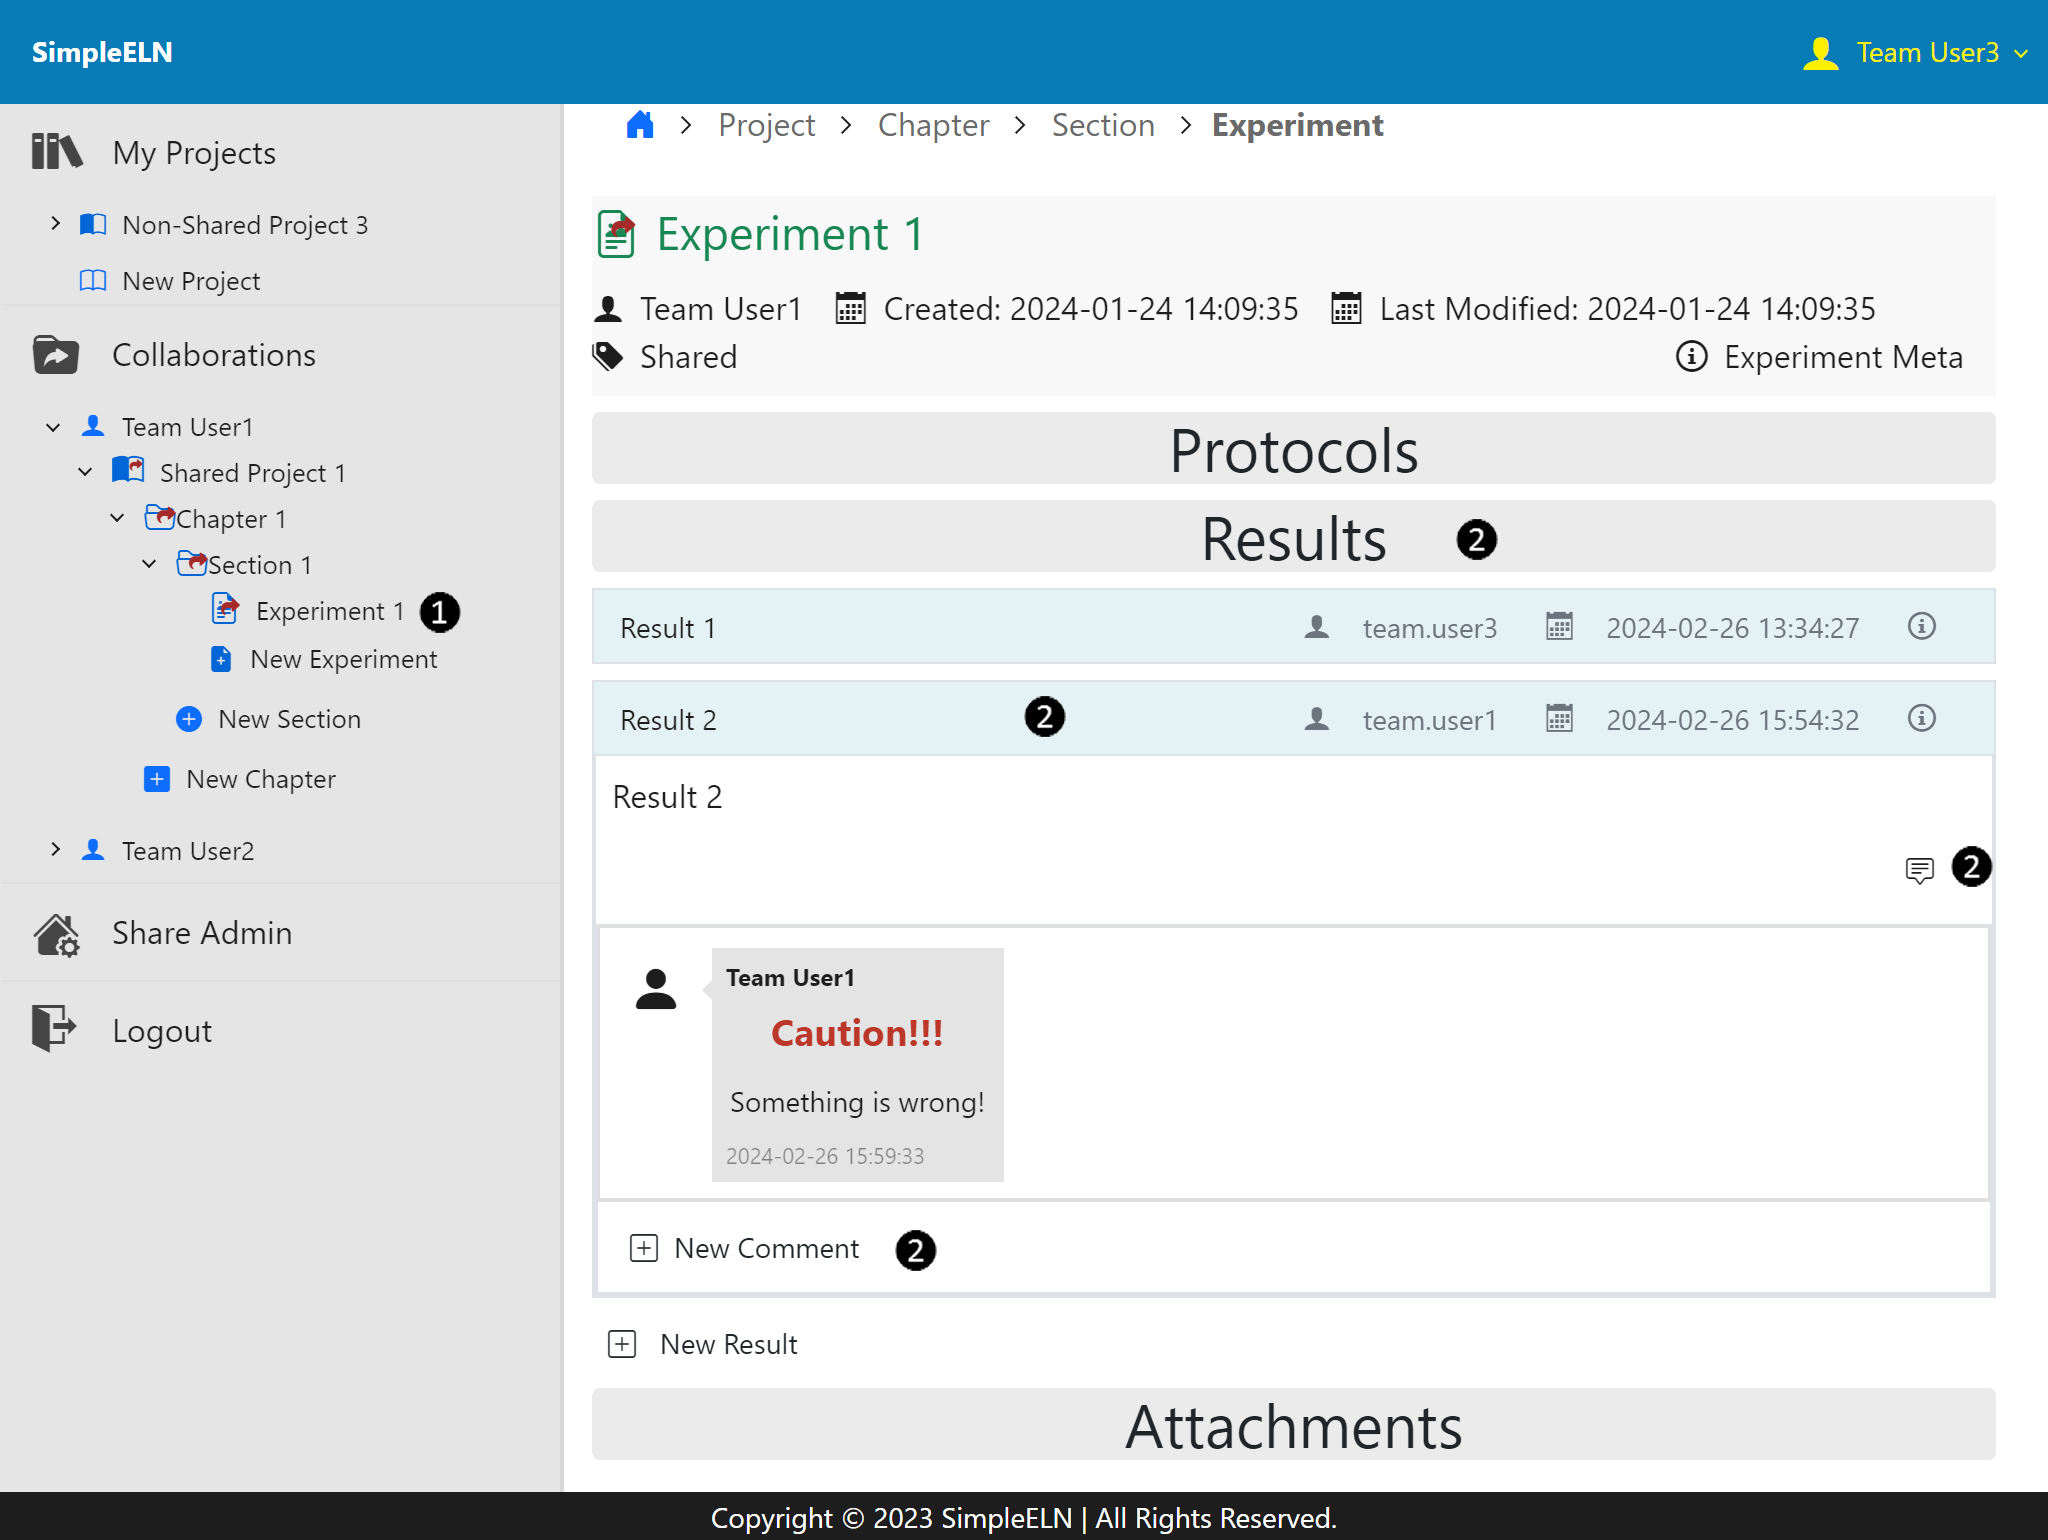 SimpleELN
Team User3
My Projects
Non-Shared Project 3
New Project
Collaborations
Team User1
Shared Project 1
Chapter 1
Section 1
Experiment 1 1
New Experiment
New Section
New Chapter
Team User2
Share Admin
Logout
Project > Chapter > Section > Experiment
Experiment 1
Team User1 Created: 2024-01-24 14:09:35 Last Modified: 2024-01-24 14:09:35
Shared Experiment Meta
Protocols
Results 2
Result 1 team.user3 2024-02-26 13:34:27
Result 2 2 team.user1 2024-02-26 15:54:32
Result 2
2
Team User1
Caution!!!
Something is wrong!
2024-02-26 15:59:33
New Comment 2
New Result
Attachments
Copyright © 2023 SimpleELN | All Rights Reserved.